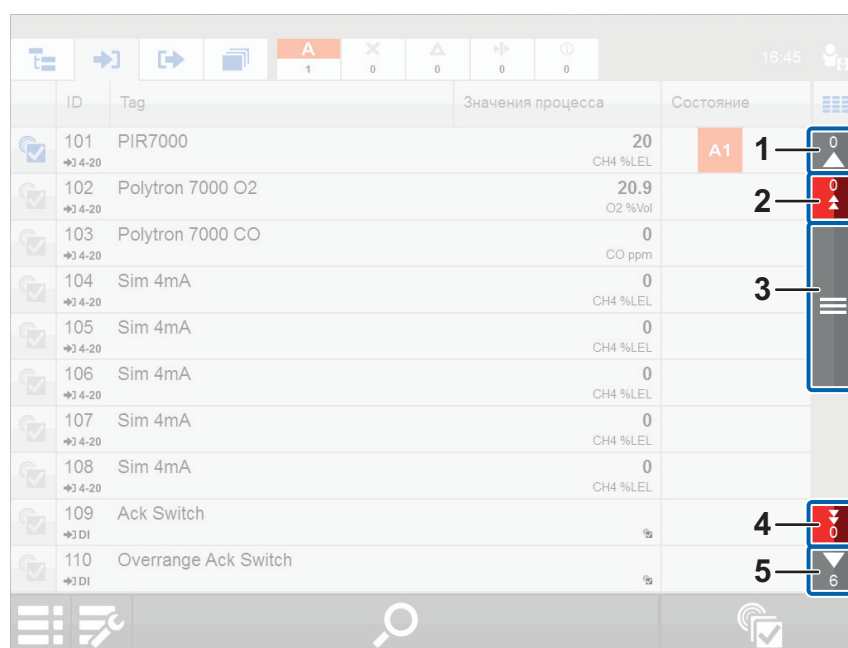 A 1 0 0 0 0 16:45
ID Tag Значения процесса Состояние
101 PIR7000 20 A1 1 0
4-20 CH4 %LEL
102 Polytron 7000 O2 20.9 2 0
4-20 O2 %Vol
103 Polytron 7000 CO 0
4-20 CO ppm
104 Sim 4mA 0 3
4-20 CH4 %LEL
105 Sim 4mA 0
4-20 CH4 %LEL
106 Sim 4mA 0
4-20 CH4 %LEL
107 Sim 4mA 0
4-20 CH4 %LEL
108 Sim 4mA 0
4-20 CH4 %LEL
109 Ack Switch 4 0
DI
110 Overrange Ack Switch 5 6
DI